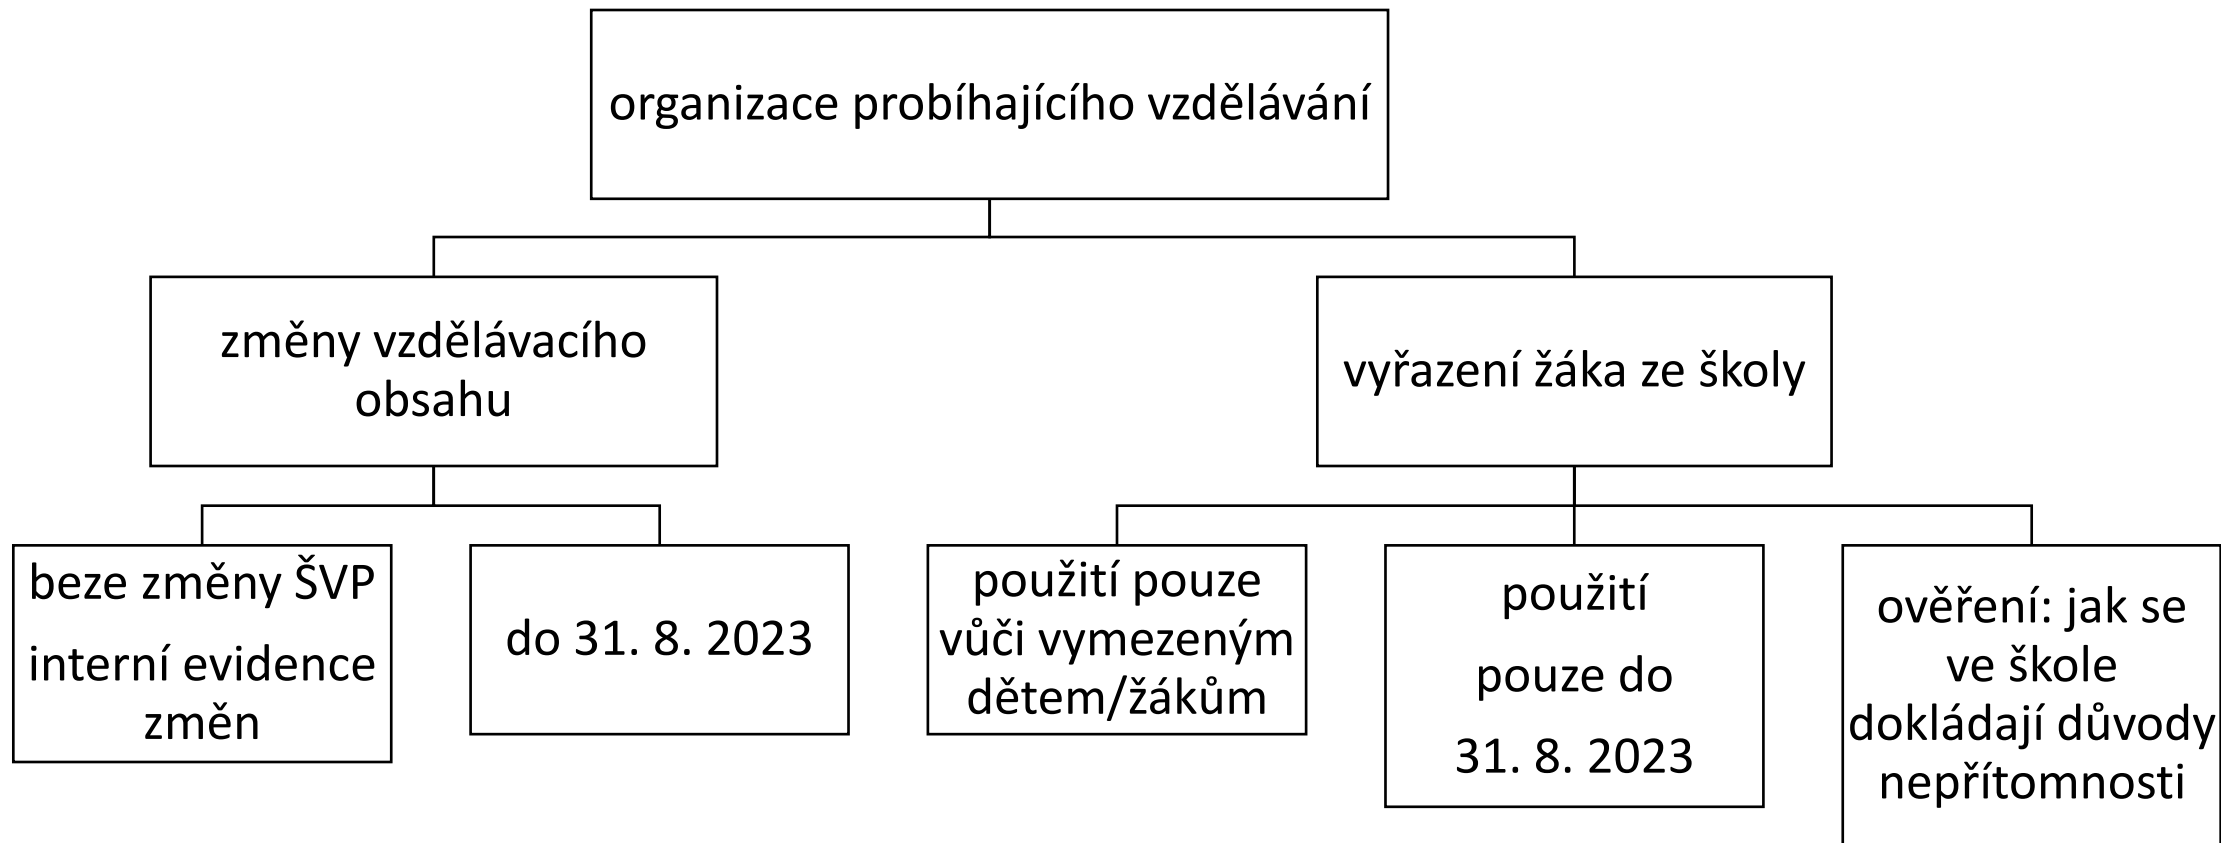 organizace probíhajícího vzdělávání
změny vzdělávacího
obsahu
vyřazení žáka ze školy
beze změny ŠVP
interní evidence
změn
do 31. 8. 2023
použití pouze
vůči vymezeným
dětem/žákům
použití
pouze do
31. 8. 2023
ověření: jak se
ve škole
dokládají důvody
nepřítomnosti